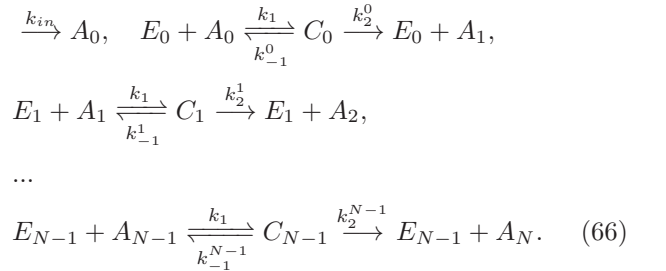 $\xrightarrow{k_{in}} A_0, \quad E_0 + A_0 \underset{k_{-1}^0}{\overset{k_1}{\rightleftharpoons}} C_0 \xrightarrow{k_2^0} E_0 + A_1,$
$E_1 + A_1 \underset{k_{-1}^1}{\overset{k_1}{\rightleftharpoons}} C_1 \xrightarrow{k_2^1} E_1 + A_2,$
...
$E_{N-1} + A_{N-1} \underset{k_{-1}^{N-1}}{\overset{k_1}{\rightleftharpoons}} C_{N-1} \xrightarrow{k_2^{N-1}} E_{N-1} + A_N. \quad (66)$